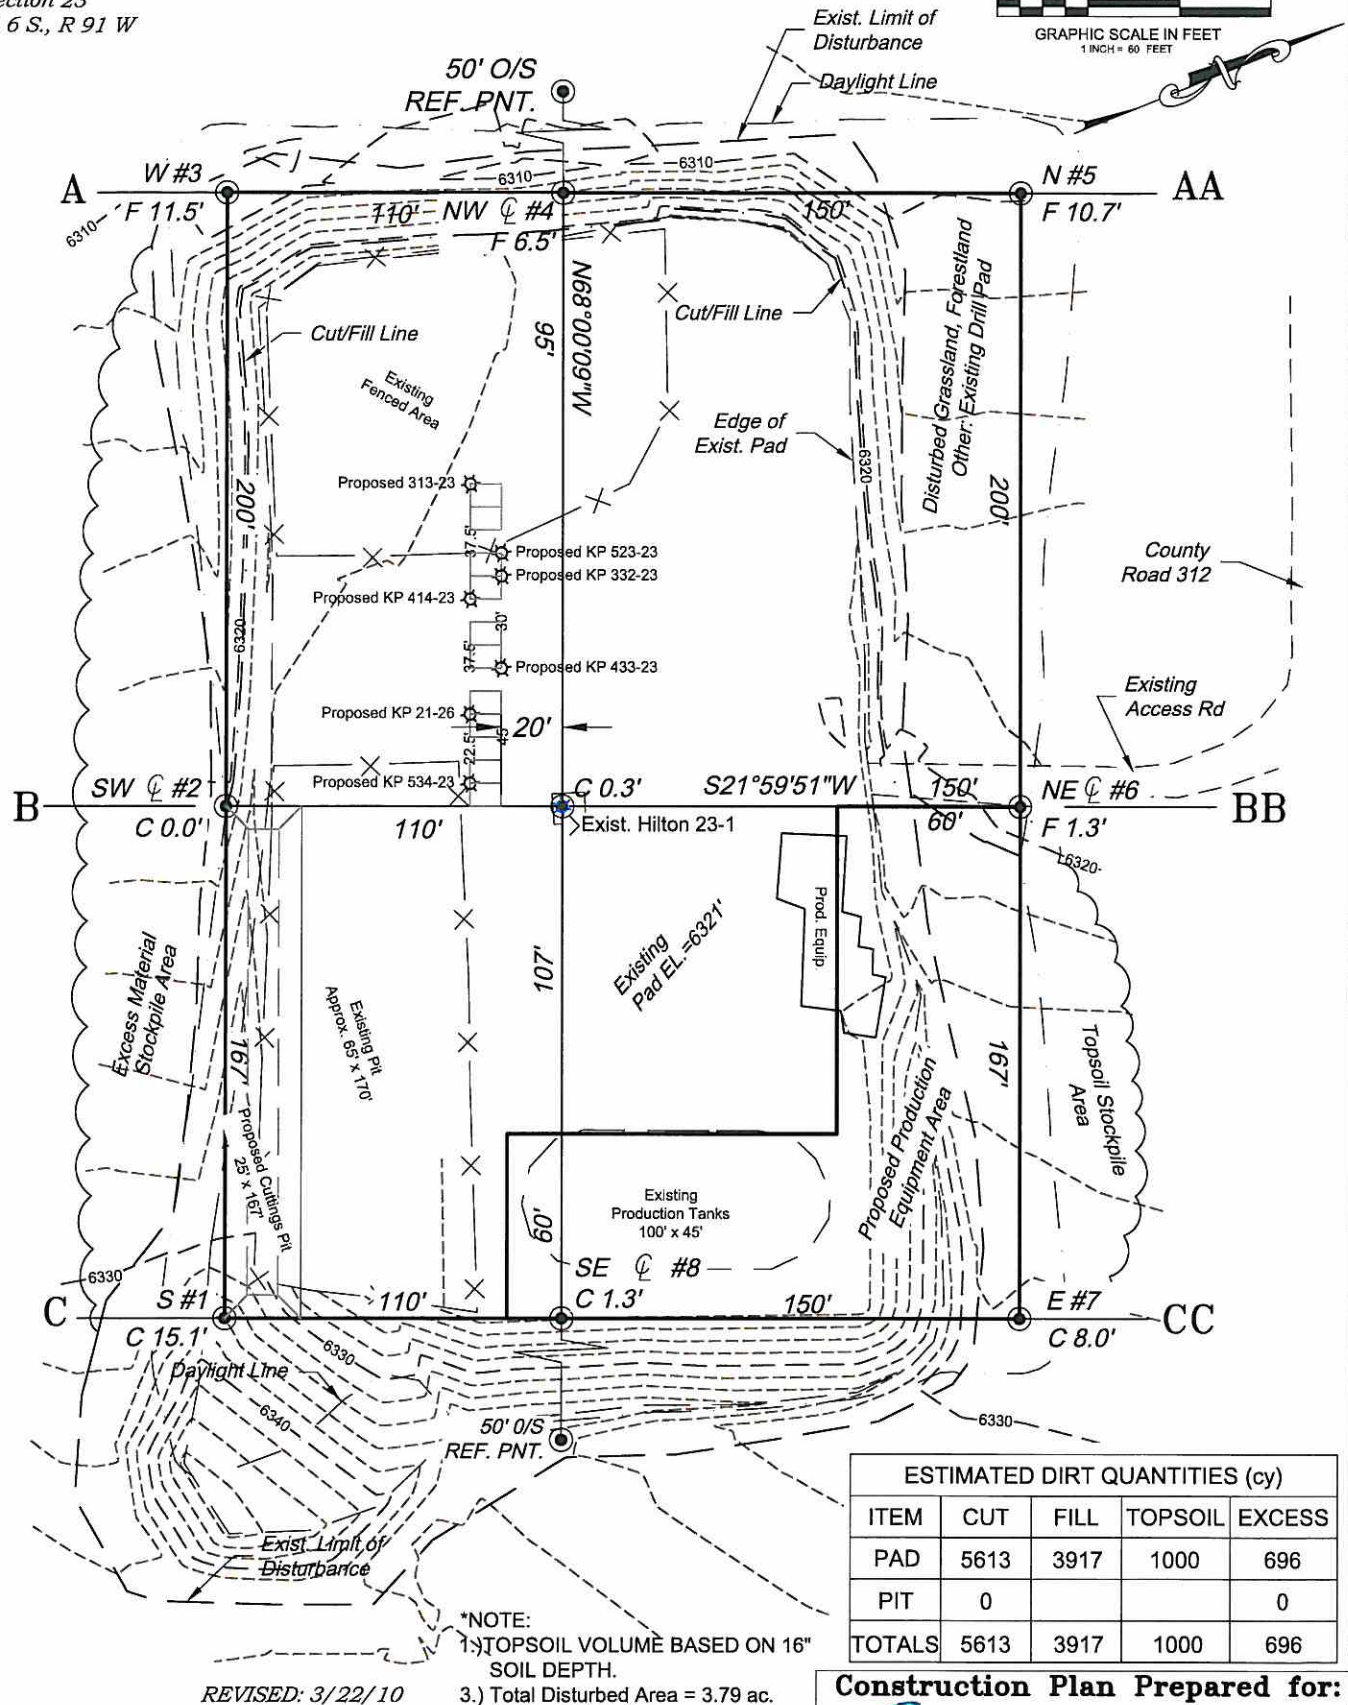 ection 23
6 S., R 91 W
GRAPHIC SCALE IN FEET
1 INCH = 60 FEET
Exist. Limit of
Disturbance
Daylight Line
50' O/S
REF. PNT.
N
A
W #3
F 11.5'
6310
110'
NW ℄ #4
F 6.5'
6310
6310
150'
N #5
F 10.7'
AA
Cut/Fill Line
Existing
Fenced Area
N68°00'09"W
95'
Cut/Fill Line
Edge of
Exist. Pad
6320
Disturbed Grassland, Forestland
Other: Existing Drill Pad
200'
200'
County
Road 312
Existing
Access Rd
Proposed 313-23
37.5'
Proposed KP 523-23
Proposed KP 332-23
Proposed KP 414-23
30'
37.5'
Proposed KP 433-23
6320
Proposed KP 21-26
20'
22.5'
45'
Proposed KP 534-23
B
SW ℄ #2
C 0.0'
110'
C 0.3'
Exist. Hilton 23-1
S21°59'51"W
150'
60'
NE ℄ #6
F 1.3'
BB
6320
Excess Material
Stockpile Area
Existing Pit
Approx. 65' x 170'
107'
Existing
Pad EL.=6321'
Prod. Equip.
167'
167'
Topsoil Stockpile
Area
Proposed Production
Equipment Area
Proposed Cuttings Pit
25' x 167'
Existing
Production Tanks
100' x 45'
60'
SE ℄ #8
6330
C
S #1
C 15.1'
110'
C 1.3'
150'
E #7
C 8.0'
CC
Daylight Line
6330
6340
50' 0/S
REF. PNT.
6330
Exist. Limit of
Disturbance
ESTIMATED DIRT QUANTITIES (cy)
ITEM CUT FILL TOPSOIL EXCESS
PAD 5613 3917 1000 696
PIT 0 0
TOTALS 5613 3917 1000 696
*NOTE:
1.) TOPSOIL VOLUME BASED ON 16"
SOIL DEPTH.
3.) Total Disturbed Area = 3.79 ac.
REVISED: 3/22/10
Construction Plan Prepared for: